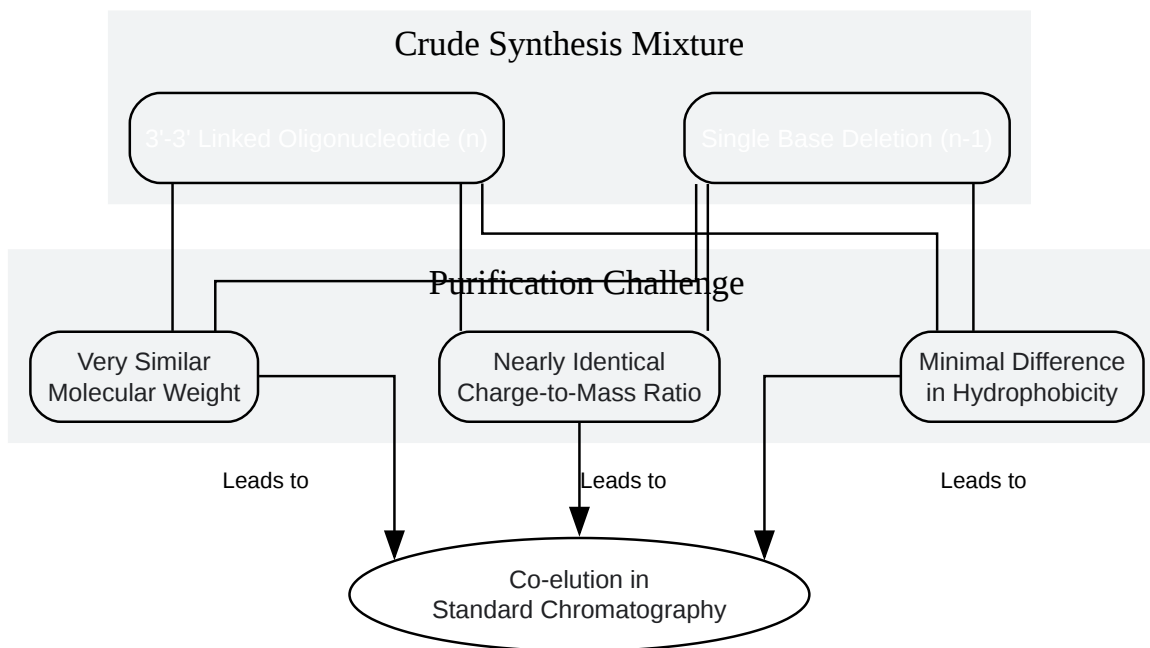 Crude Synthesis Mixture
3'-3' Linked Oligonucleotide (n)
Single Base Deletion (n-1)
Purification Challenge
Very Similar
Molecular Weight
Nearly Identical
Charge-to-Mass Ratio
Minimal Difference
in Hydrophobicity
Leads to
Leads to
Leads to
Co-elution in
Standard Chromatography